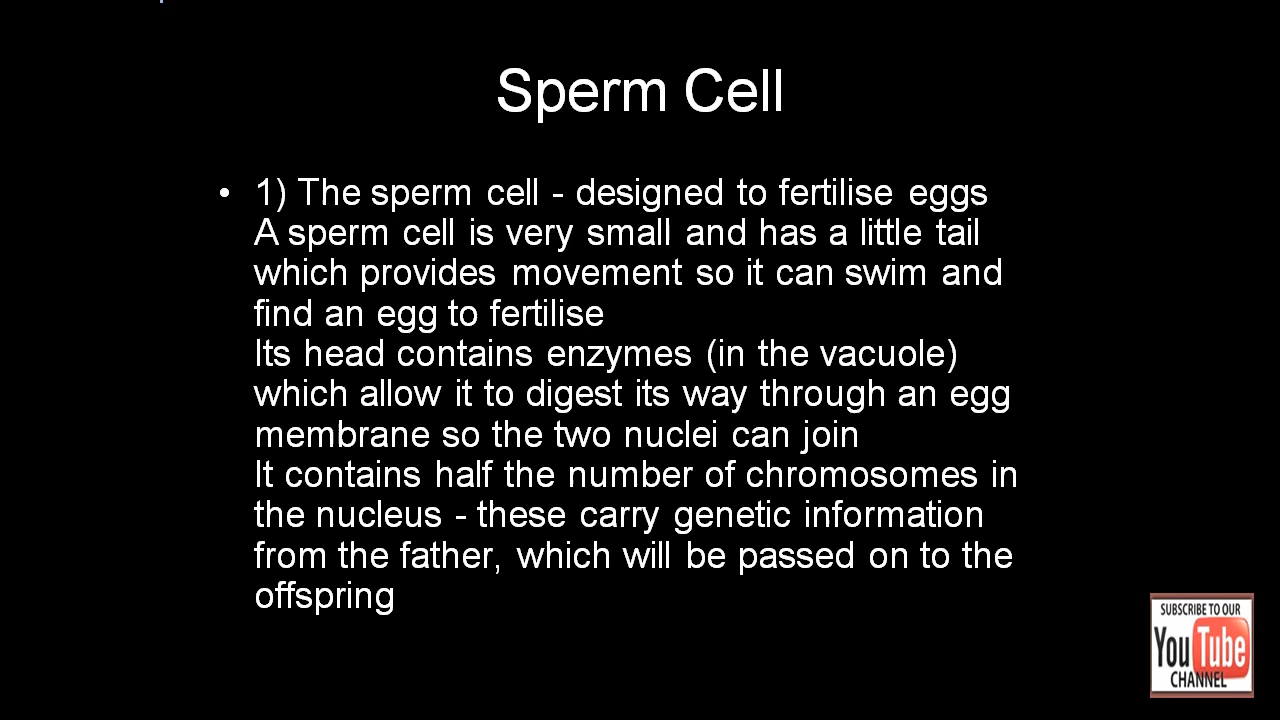 Sperm Cell
• 1) The sperm cell - designed to fertilise eggs
A sperm cell is very small and has a little tail
which provides movement so it can swim and
find an egg to fertilise
Its head contains enzymes (in the vacuole)
which allow it to digest its way through an egg
membrane so the two nuclei can join
It contains half the number of chromosomes in
the nucleus - these carry genetic information
from the father, which will be passed on to the
offspring
SUBSCRIBE TO OUR
YouTube
CHANNEL